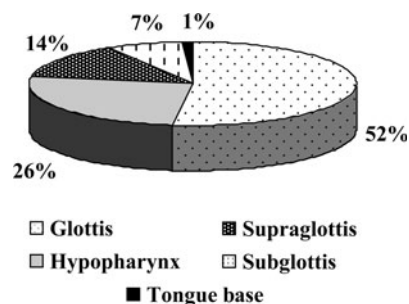 14%
7%
1%
52%
26%
Glottis
Supraglottis
Hypopharynx
Subglottis
Tongue base